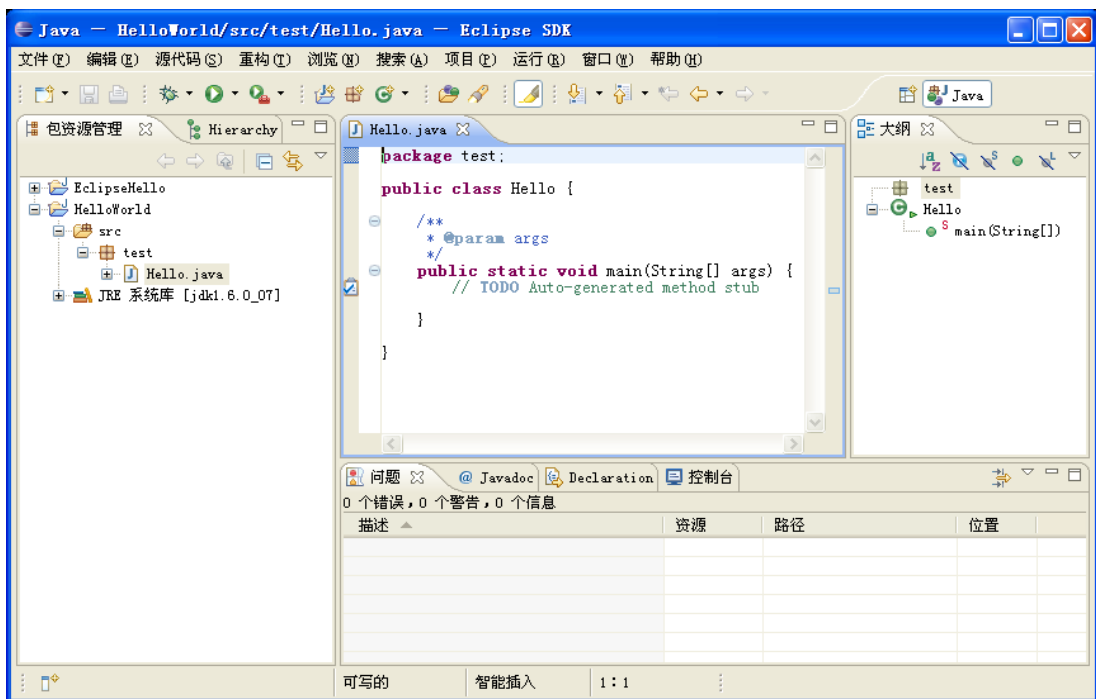 Java － HelloWorld/src/test/Hello.java － Eclipse SDK
文件(F) 编辑(E) 源代码(S) 重构(T) 浏览(N) 搜索(A) 项目(P) 运行(R) 窗口(W) 帮助(H)
Java
包资源管理 Hierarchy
EclipseHello
HelloWorld
src
test
Hello.java
JRE 系统库 [jdk1.6.0_07]
Hello.java
package test;
public class Hello {
/**
* @param args
*/
public static void main(String[] args) {
// TODO Auto-generated method stub
}
}
大纲
test
Hello
main(String[])
问题 @ Javadoc Declaration 控制台
0 个错误，0 个警告，0 个信息
描述 资源 路径 位置
可写的 智能插入 1 : 1